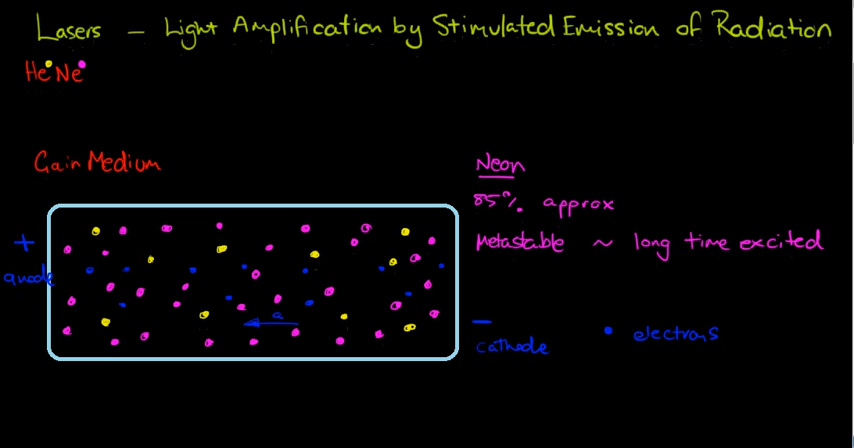 Lasers – Light Amplification by Stimulated Emission of Radiation
HeNe
Gain Medium
Neon
85% approx
Metastable ~ long time excited
+
anode
a
–
cathode
electrons